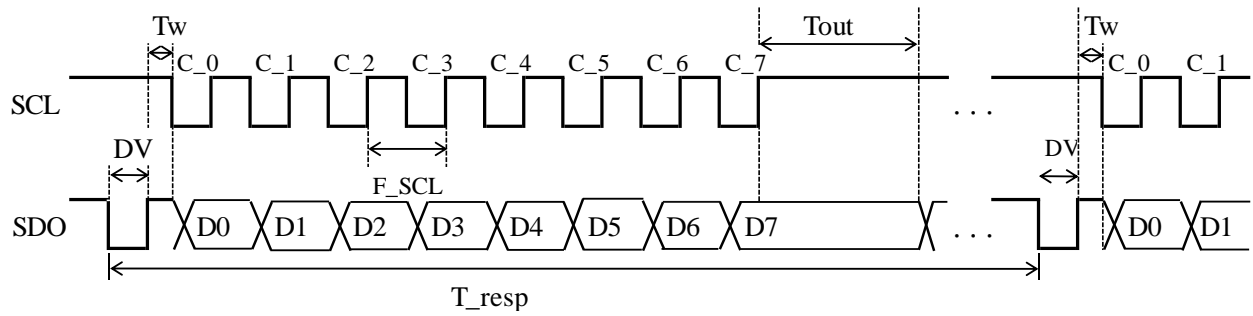 Tw Tout Tw
C_0 C_1 C_2 C_3 C_4 C_5 C_6 C_7 C_0 C_1
SCL . . .
DV DV
F_SCL
SDO D0 D1 D2 D3 D4 D5 D6 D7 . . . D0 D1
T_resp